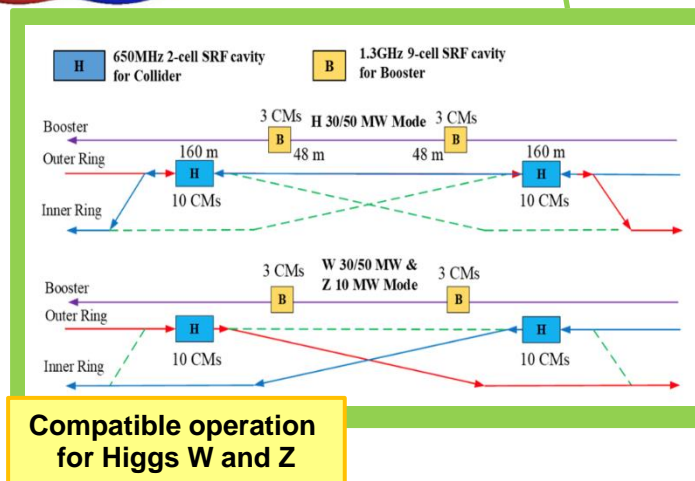 H
650MHz 2-cell SRF cavity
for Collider
B
1.3GHz 9-cell SRF cavity
for Booster
3 CMs H 30/50 MW Mode 3 CMs
Booster
B
B
Outer Ring
160 m
48 m
48 m
160 m
H
H
10 CMs
10 CMs
Inner Ring
3 CMs
W 30/50 MW &
Z 10 MW Mode
3 CMs
Booster
B
B
Outer Ring
H
H
10 CMs
10 CMs
Inner Ring
Compatible operation
for Higgs W and Z